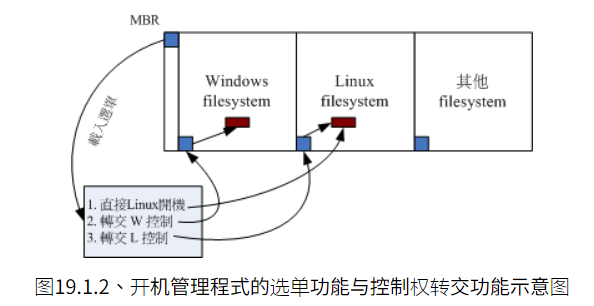 MBR
Windows
filesystem
Linux
filesystem
其他
filesystem
載入選單
1. 直接Linux開機
2. 轉交 W 控制
3. 轉交 L 控制
图19.1.2、开机管理程式的选单功能与控制权转交功能示意图